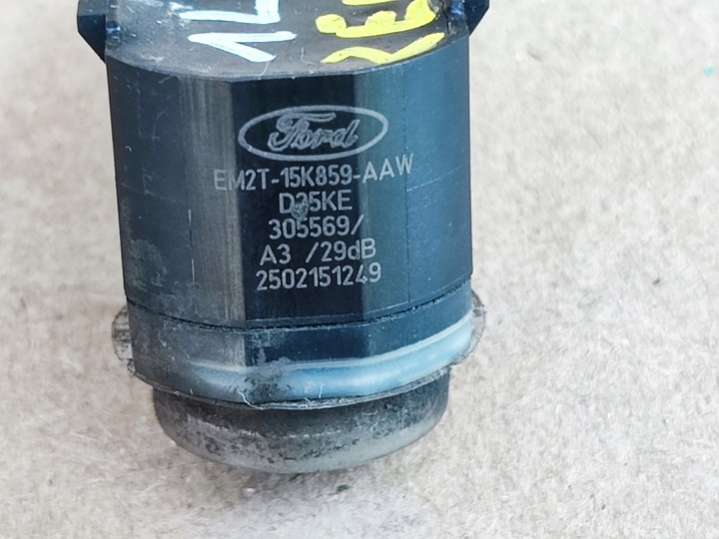 Ford
EM2T-15K859-AAW
D35KE
305569/
A3 /29dB
2502151249